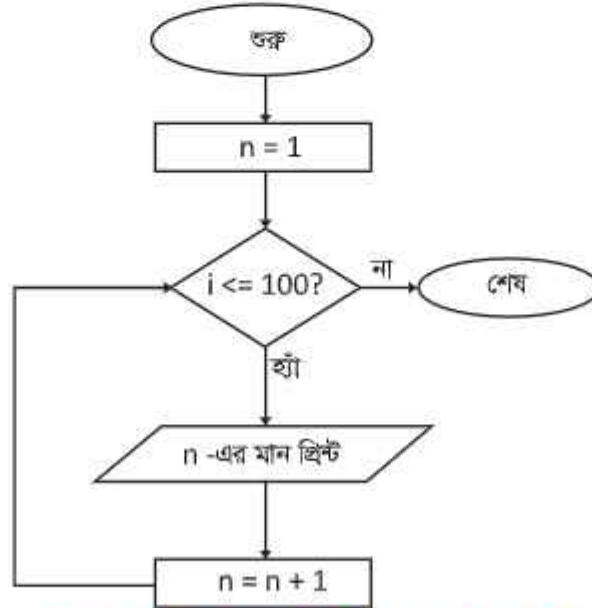 শুরু
n = 1
i <= 100?
না
শেষ
হ্যাঁ
n -এর মান প্রিন্ট
n = n + 1